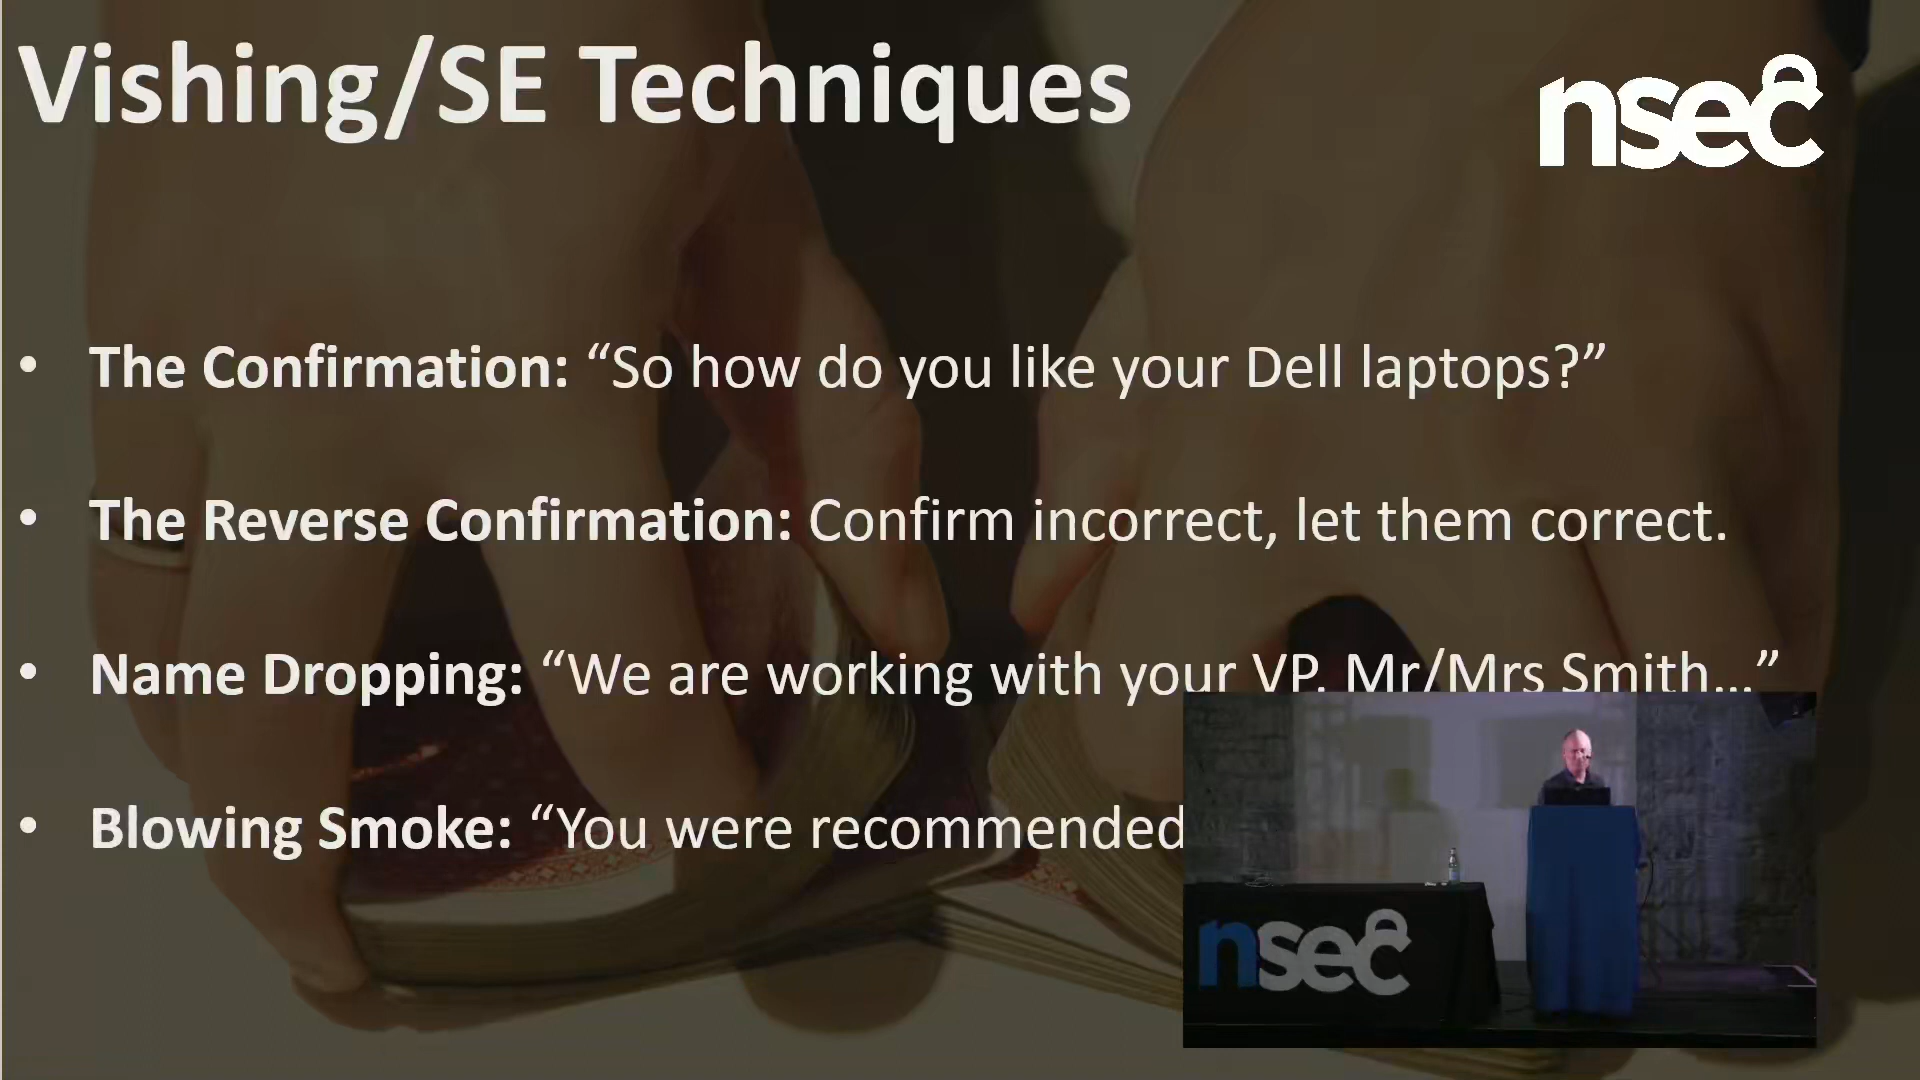 Vishing/SE Techniques
nsec
• The Confirmation: “So how do you like your Dell laptops?”
• The Reverse Confirmation: Confirm incorrect, let them correct.
• Name Dropping: “We are working with your VP, Mr/Mrs Smith…”
• Blowing Smoke: “You were recommended
nsec